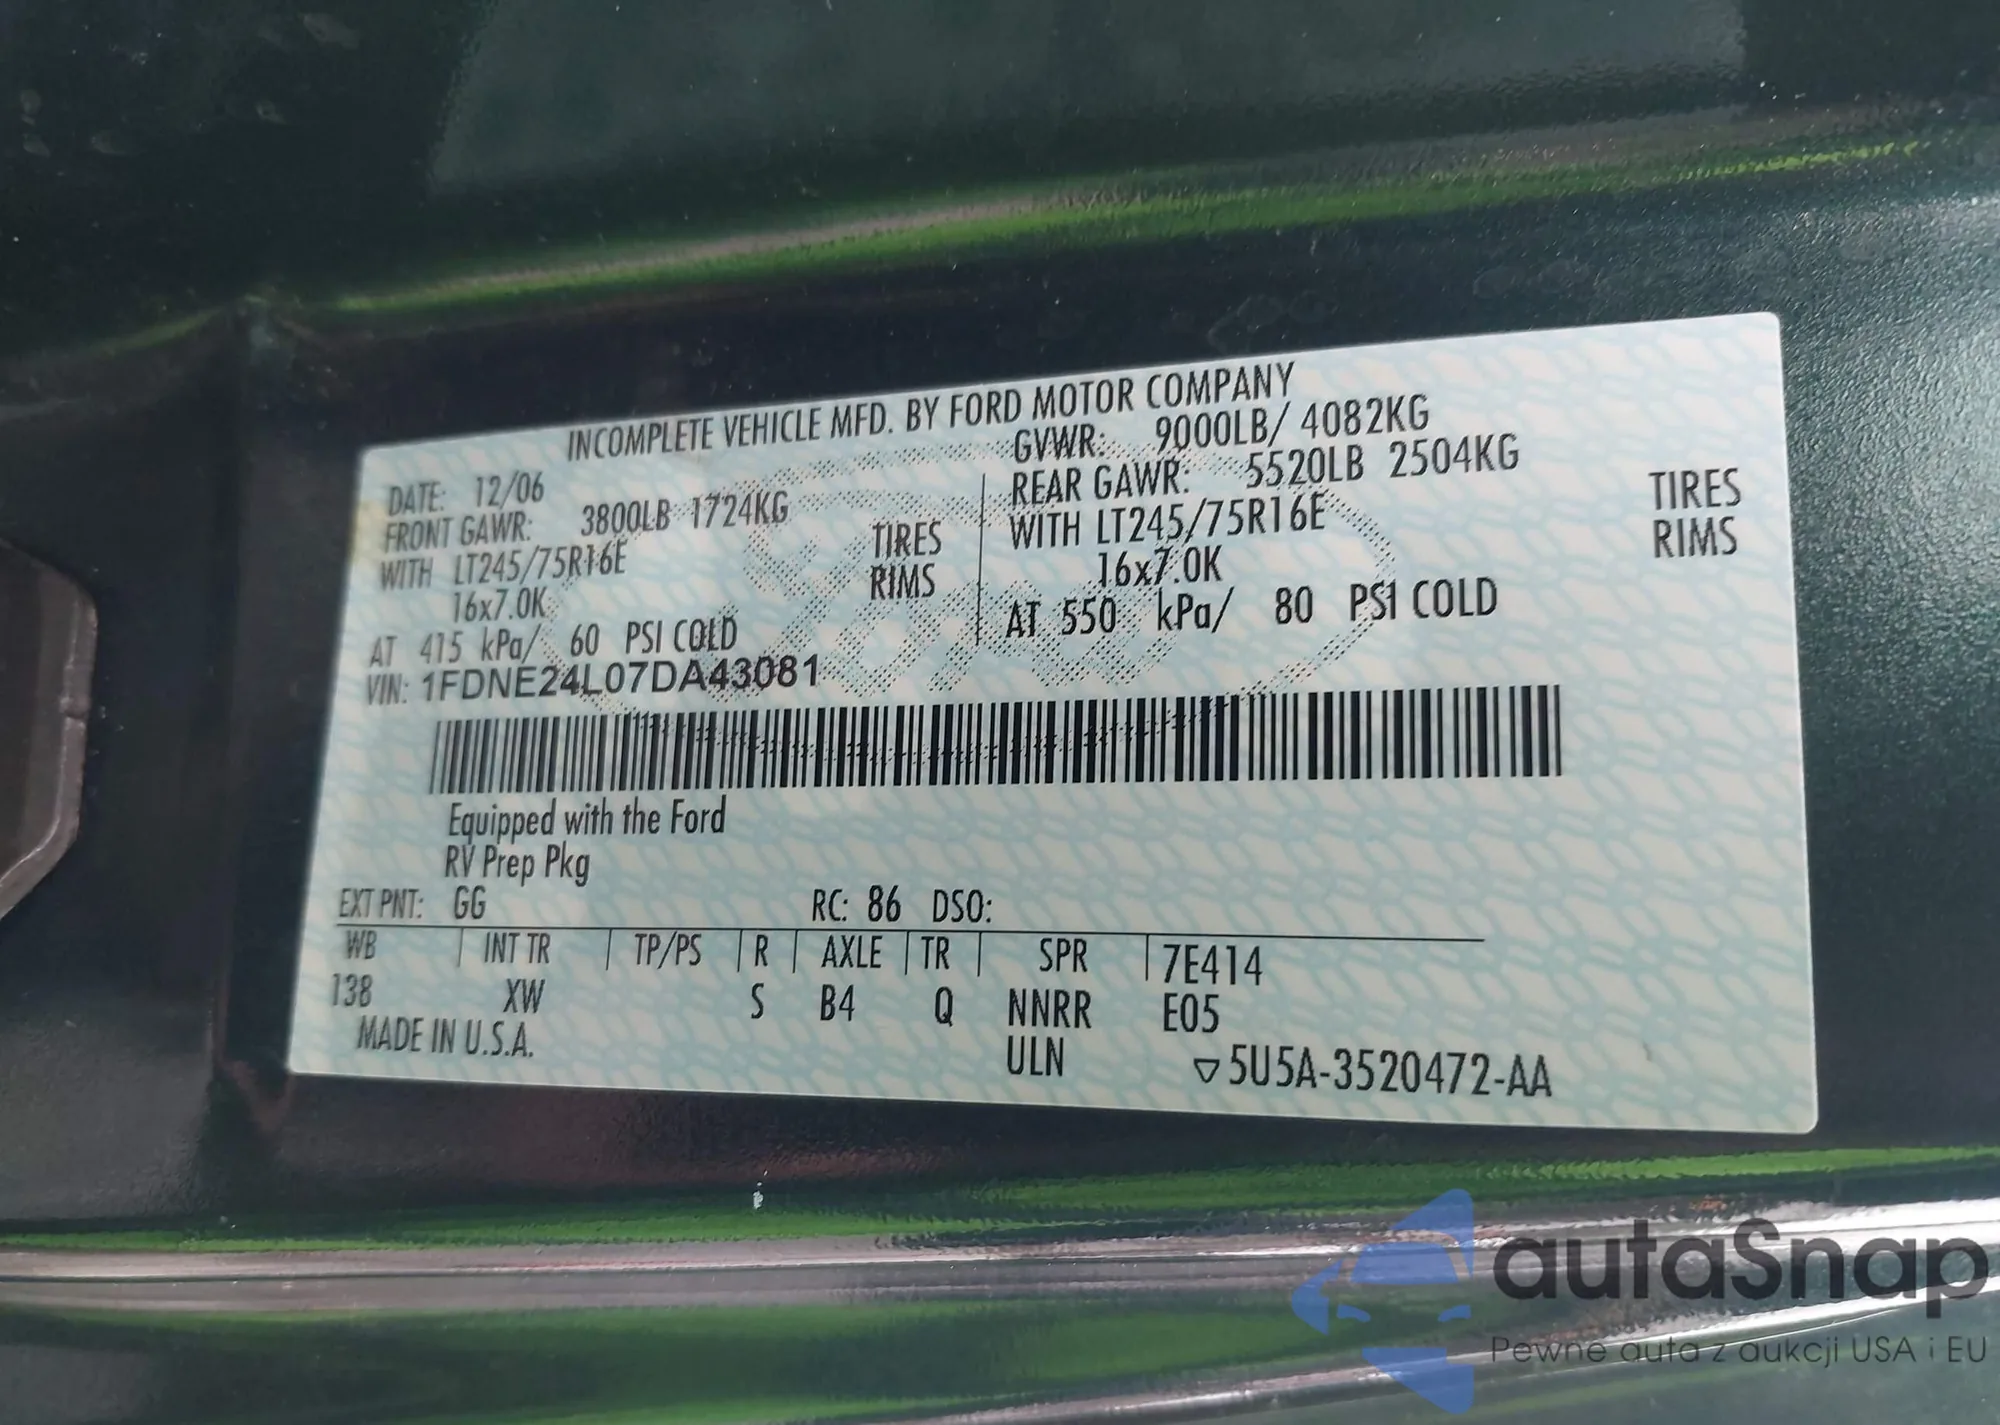 INCOMPLETE VEHICLE MFD. BY FORD MOTOR COMPANY
DATE: 12/06
GVWR: 9000LB/ 4082KG
FRONT GAWR: 3800LB 1724KG
REAR GAWR: 5520LB 2504KG
WITH LT245/75R16E TIRES
WITH LT245/75R16E TIRES
16x7.0K RIMS
16x7.0K RIMS
AT 415 kPa/ 60 PSI COLD
AT 550 kPa/ 80 PSI COLD
VIN: 1FDNE24L07DA43081
Equipped with the Ford
RV Prep Pkg
EXT PNT: GG RC: 86 DSO:
WB | INT TR | TP/PS | R | AXLE | TR | SPR | 7E414
138 XW S B4 Q NNRR E05
MADE IN U.S.A. ULN ▽5U5A-3520472-AA
autaSnap
Pewne auta z aukcji USA i EU